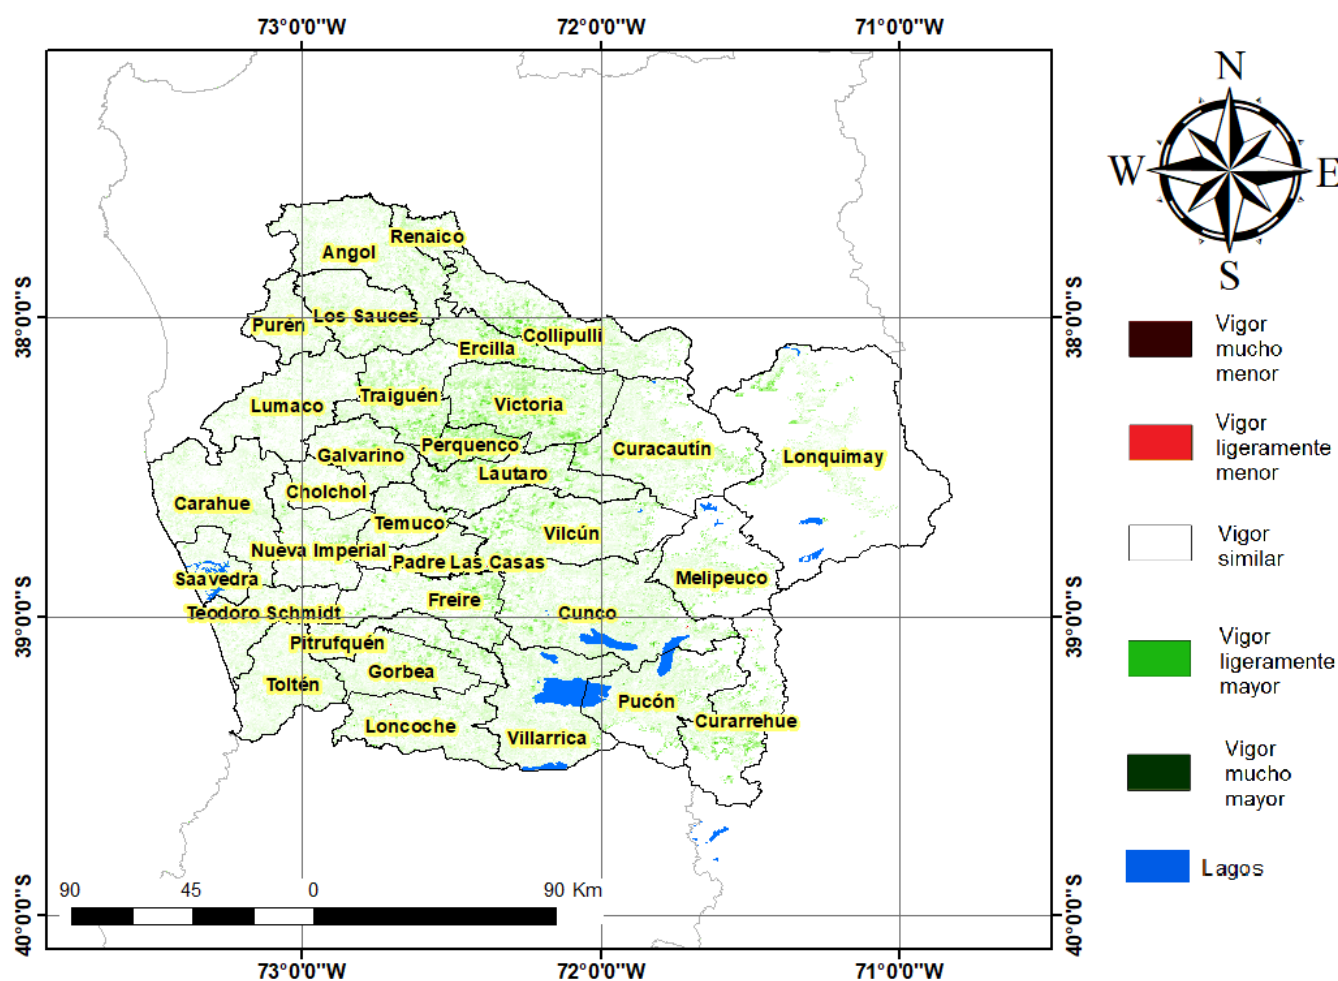 73°0'0"W
72°0'0"W
71°0'0"W
N
W
E
S
38°0'0"S
38°0'0"S
39°0'0"S
39°0'0"S
40°0'0"S
40°0'0"S
Renaico
Angol
Los Sauces
Purén
Collipulli
Ercilla
Traiguén
Lumaco
Victoria
Perquenco
Galvarino
Curacautín
Lonquimay
Lautaro
Cholchol
Carahue
Temuco
Vilcún
Nueva Imperial
Padre Las Casas
Saavedra
Melipeuco
Freire
Teodoro Schmidt
Cunco
Pitrufquén
Gorbea
Toltén
Pucón
Curarrehue
Loncoche
Villarrica
Vigor
mucho
menor
Vigor
ligeramente
menor
Vigor
similar
Vigor
ligeramente
mayor
Vigor
mucho
mayor
Lagos
90 45 0 90 Km
73°0'0"W
72°0'0"W
71°0'0"W